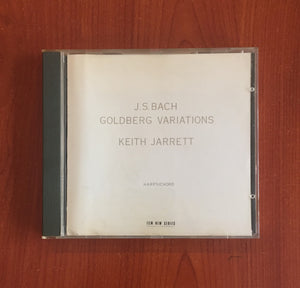 J.S.BACH
GOLDBERG VARIATIONS
KEITH JARRETT
HARPSICHORD
ECM NEW SERIES